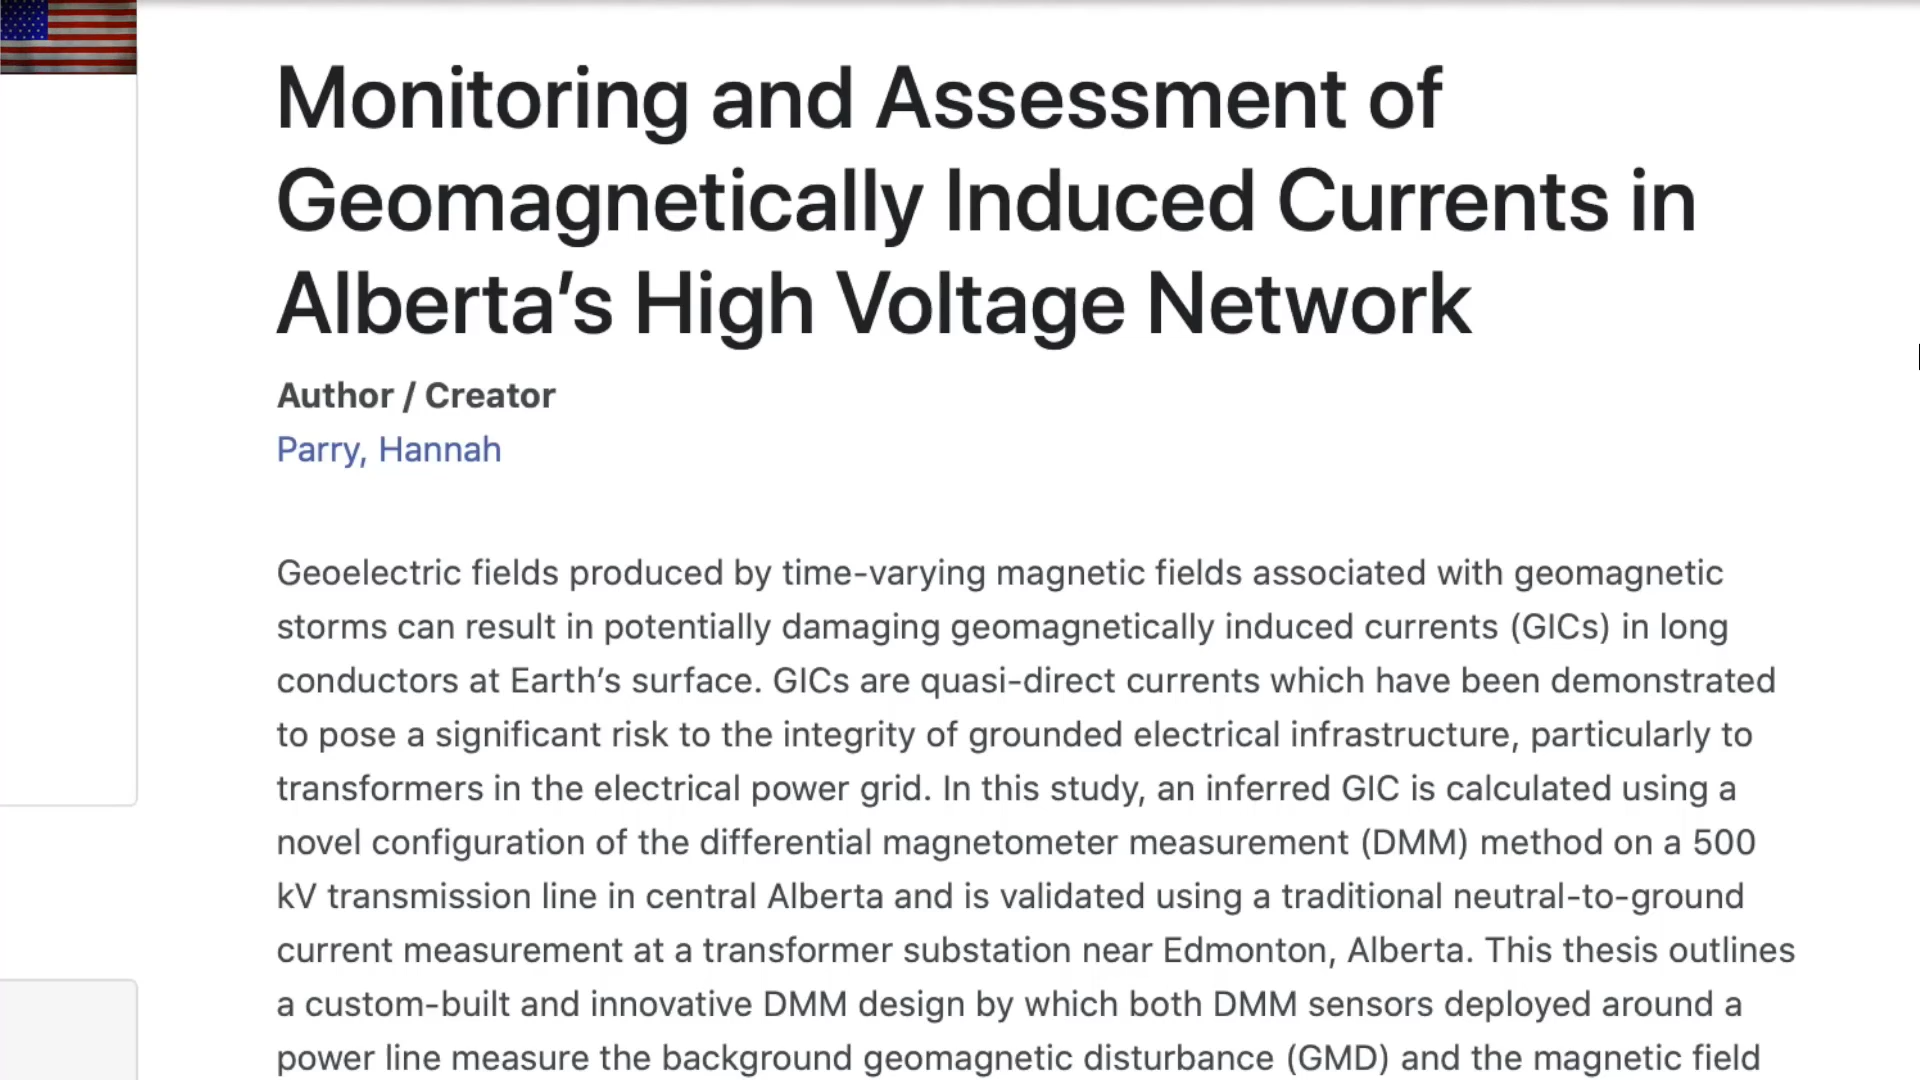 Monitoring and Assessment of
Geomagnetically Induced Currents in
Alberta’s High Voltage Network
Author / Creator
Parry, Hannah
Geoelectric fields produced by time-varying magnetic fields associated with geomagnetic
storms can result in potentially damaging geomagnetically induced currents (GICs) in long
conductors at Earth’s surface. GICs are quasi-direct currents which have been demonstrated
to pose a significant risk to the integrity of grounded electrical infrastructure, particularly to
transformers in the electrical power grid. In this study, an inferred GIC is calculated using a
novel configuration of the differential magnetometer measurement (DMM) method on a 500
kV transmission line in central Alberta and is validated using a traditional neutral-to-ground
current measurement at a transformer substation near Edmonton, Alberta. This thesis outlines
a custom-built and innovative DMM design by which both DMM sensors deployed around a
power line measure the background geomagnetic disturbance (GMD) and the magnetic field